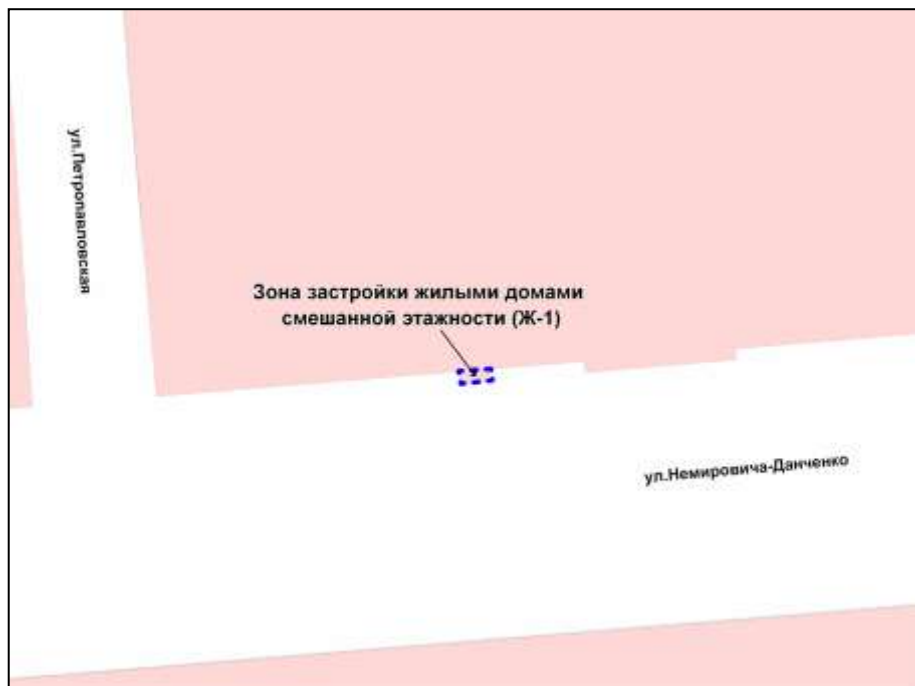 ул.Петропавловская
Зона застройки жилыми домами
смешанной этажности (Ж-1)
ул.Немировича-Данченко